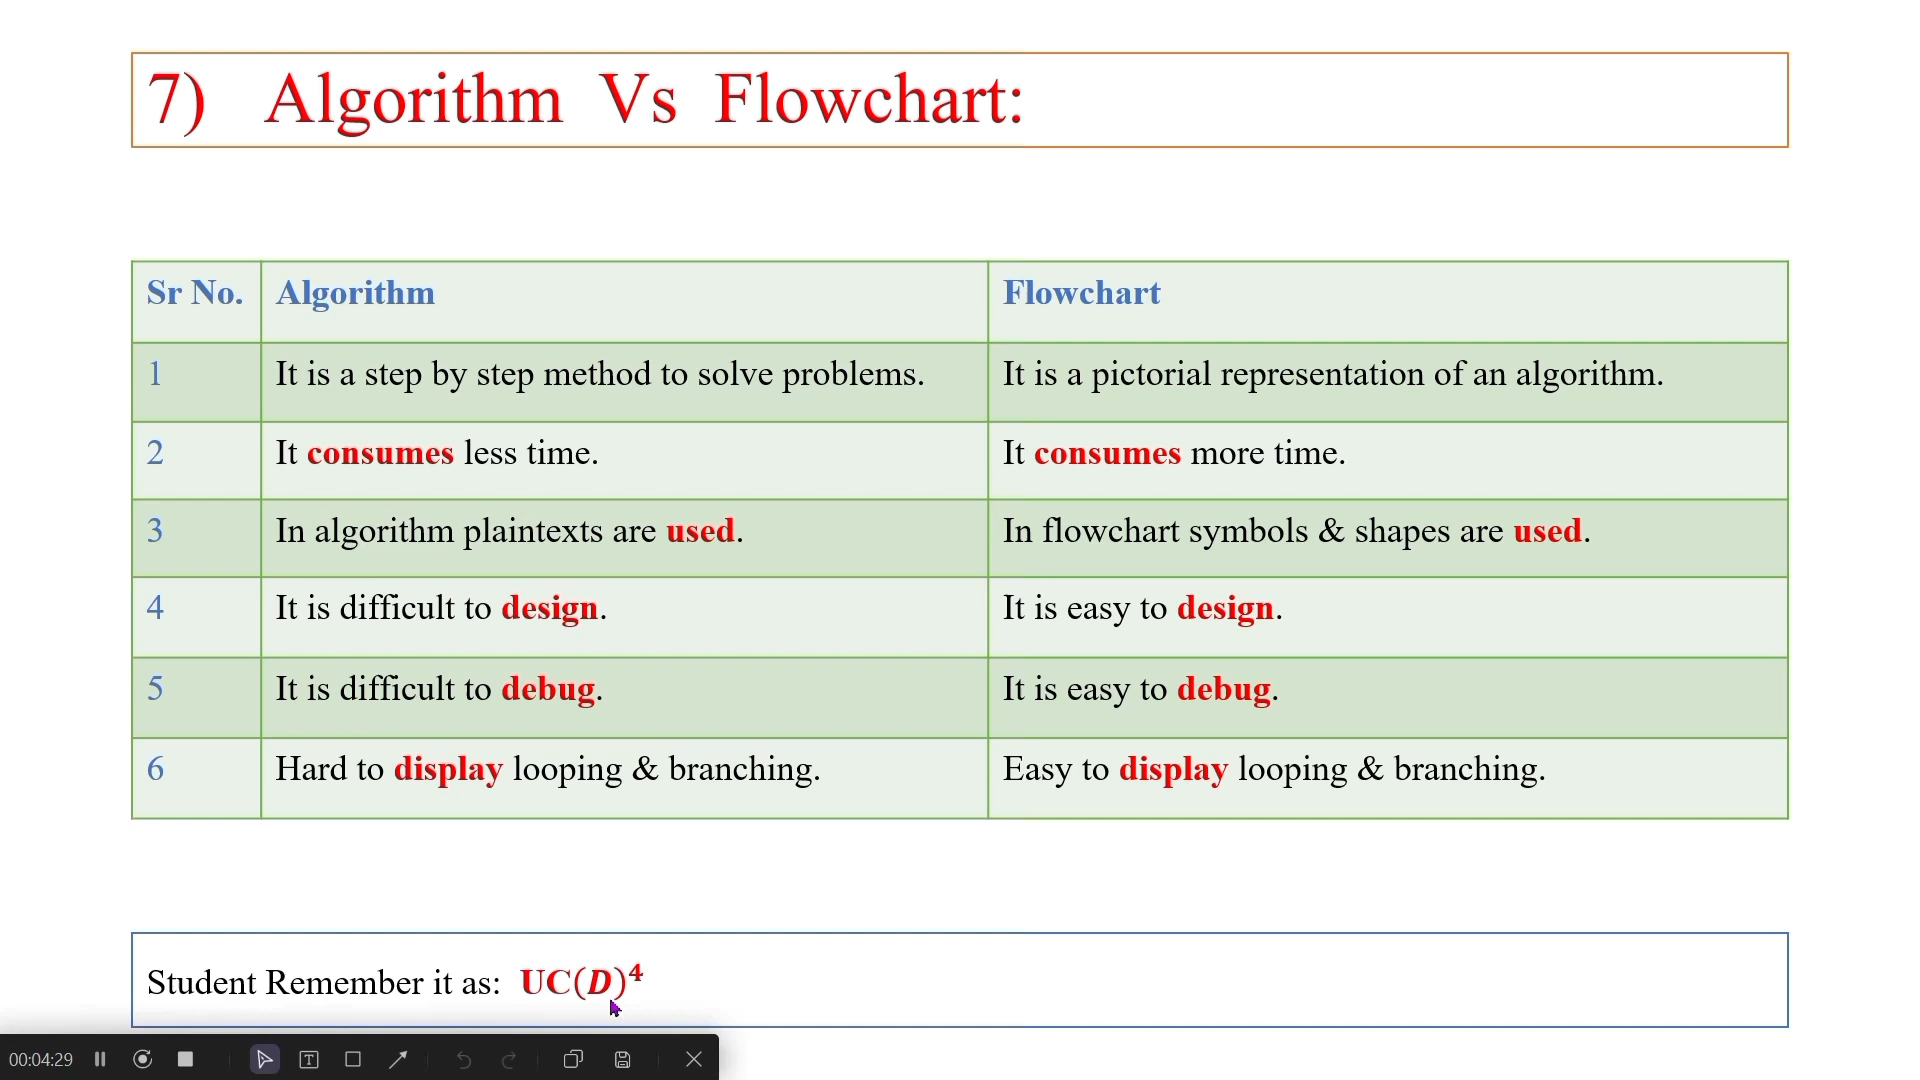 7) Algorithm Vs Flowchart:
Sr No. Algorithm Flowchart
1 It is a step by step method to solve problems. It is a pictorial representation of an algorithm.
2 It consumes less time. It consumes more time.
3 In algorithm plaintexts are used. In flowchart symbols & shapes are used.
4 It is difficult to design. It is easy to design.
5 It is difficult to debug. It is easy to debug.
6 Hard to display looping & branching. Easy to display looping & branching.
Student Remember it as: UC(D)⁴
00:04:29